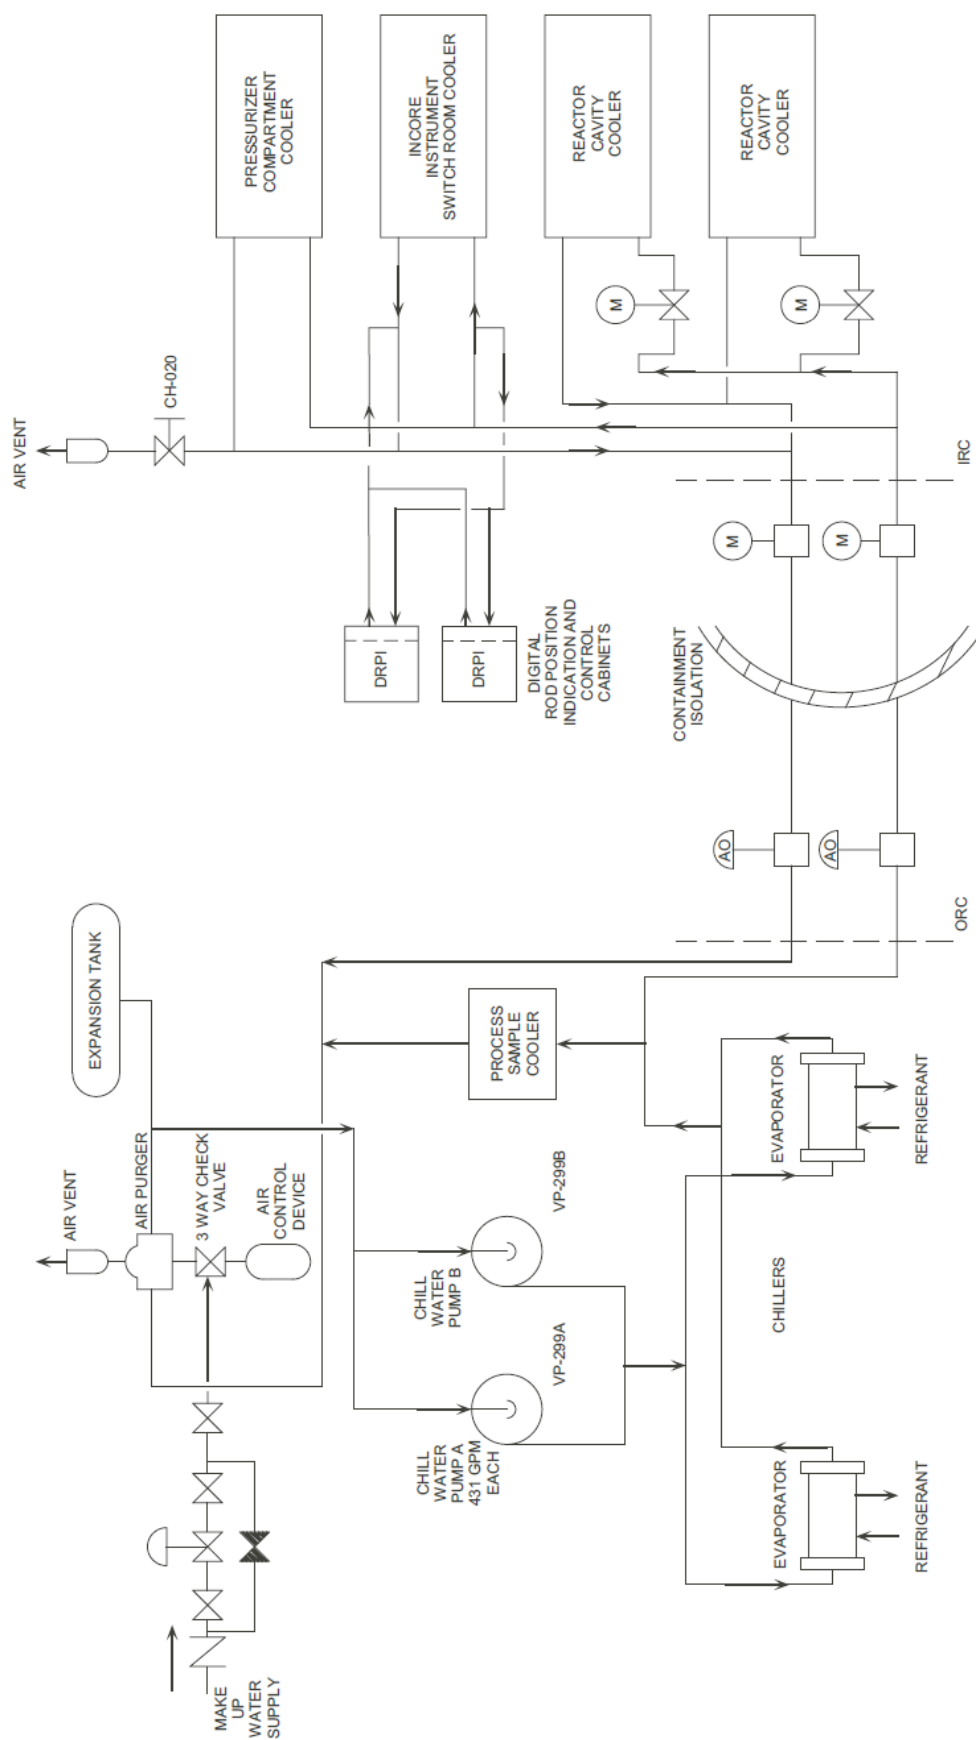 MAKE
UP
WATER
SUPPLY
AIR VENT
AIR PURGER
3 WAY CHECK
VALVE
AIR
CONTROL
DEVICE
EXPANSION TANK
CHILL
WATER
PUMP A
431 GPM
EACH
VP-299A
CHILL
WATER
PUMP B
VP-299B
EVAPORATOR
REFRIGERANT
CHILLERS
EVAPORATOR
REFRIGERANT
PROCESS
SAMPLE
COOLER
ORC
AO
AO
CONTAINMENT
ISOLATION
M
M
IRC
DRPI
DRPI
DIGITAL
ROD POSITION
INDICATION AND
CONTROL
CABINETS
AIR VENT
CH-020
PRESSURIZER
COMPARTMENT
COOLER
INCORE
INSTRUMENT
SWITCH ROOM COOLER
REACTOR
CAVITY
COOLER
M
REACTOR
CAVITY
COOLER
M